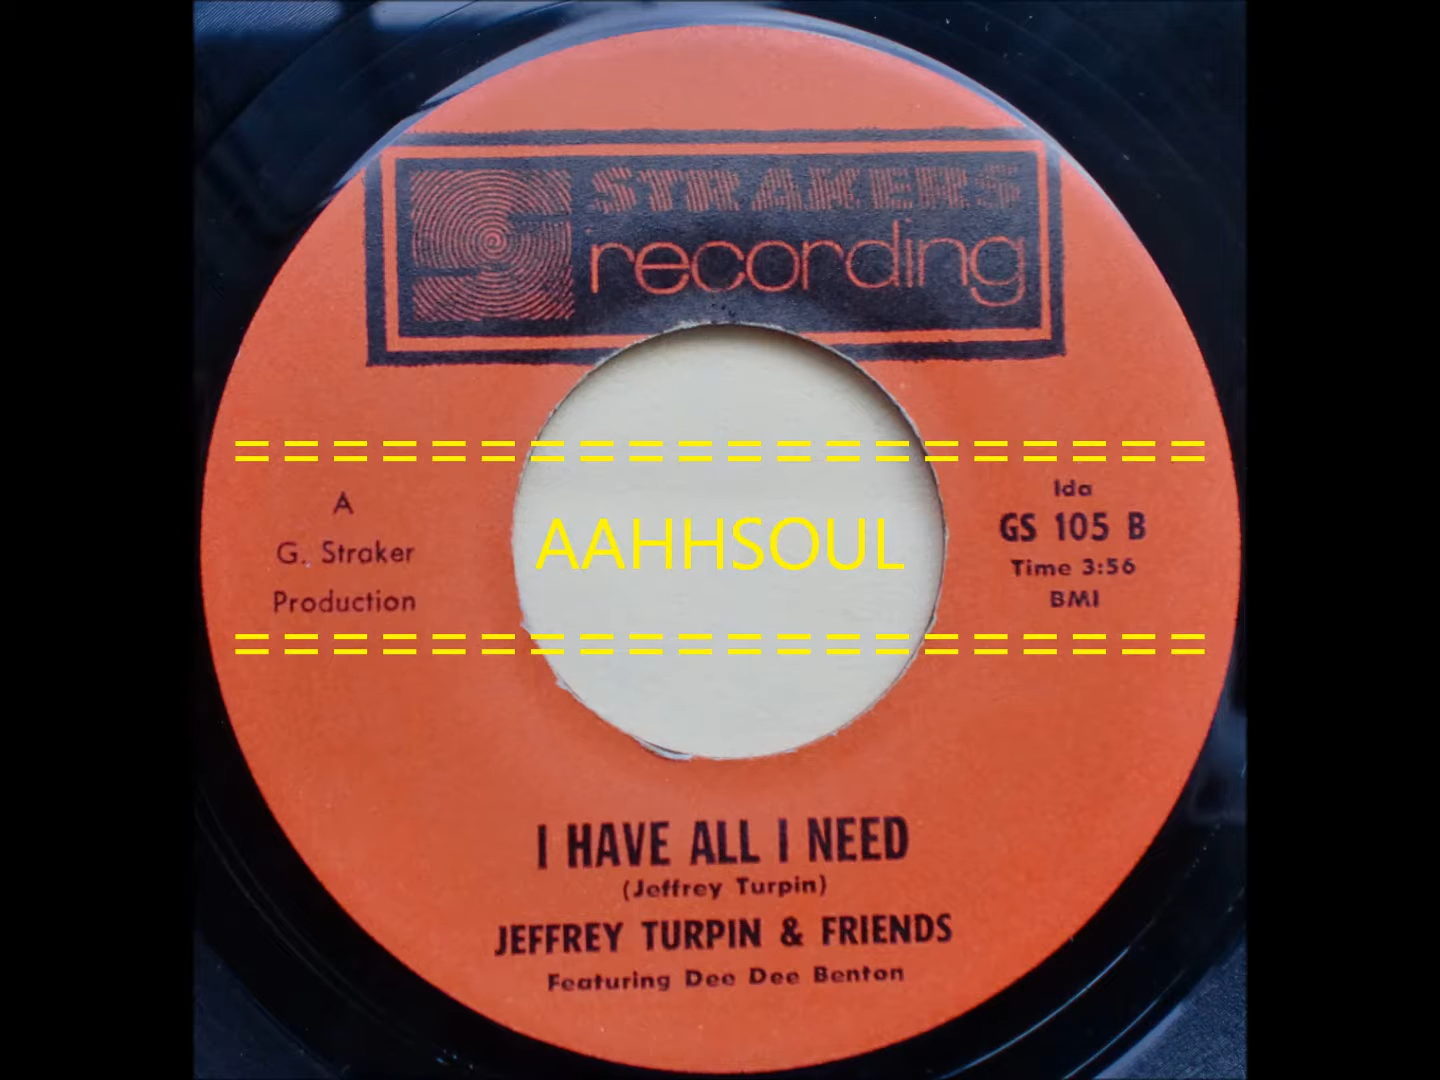 STRAKERS
recording
= = = = = = = = = = = = = = = = = = = =
A
G. Straker
Production
AAHHSOUL
Ida
GS 105 B
Time 3:56
BMI
= = = = = = = = = = = = = = = = = = = =
I HAVE ALL I NEED
(Jeffrey Turpin)
JEFFREY TURPIN & FRIENDS
Featuring Dee Dee Benton